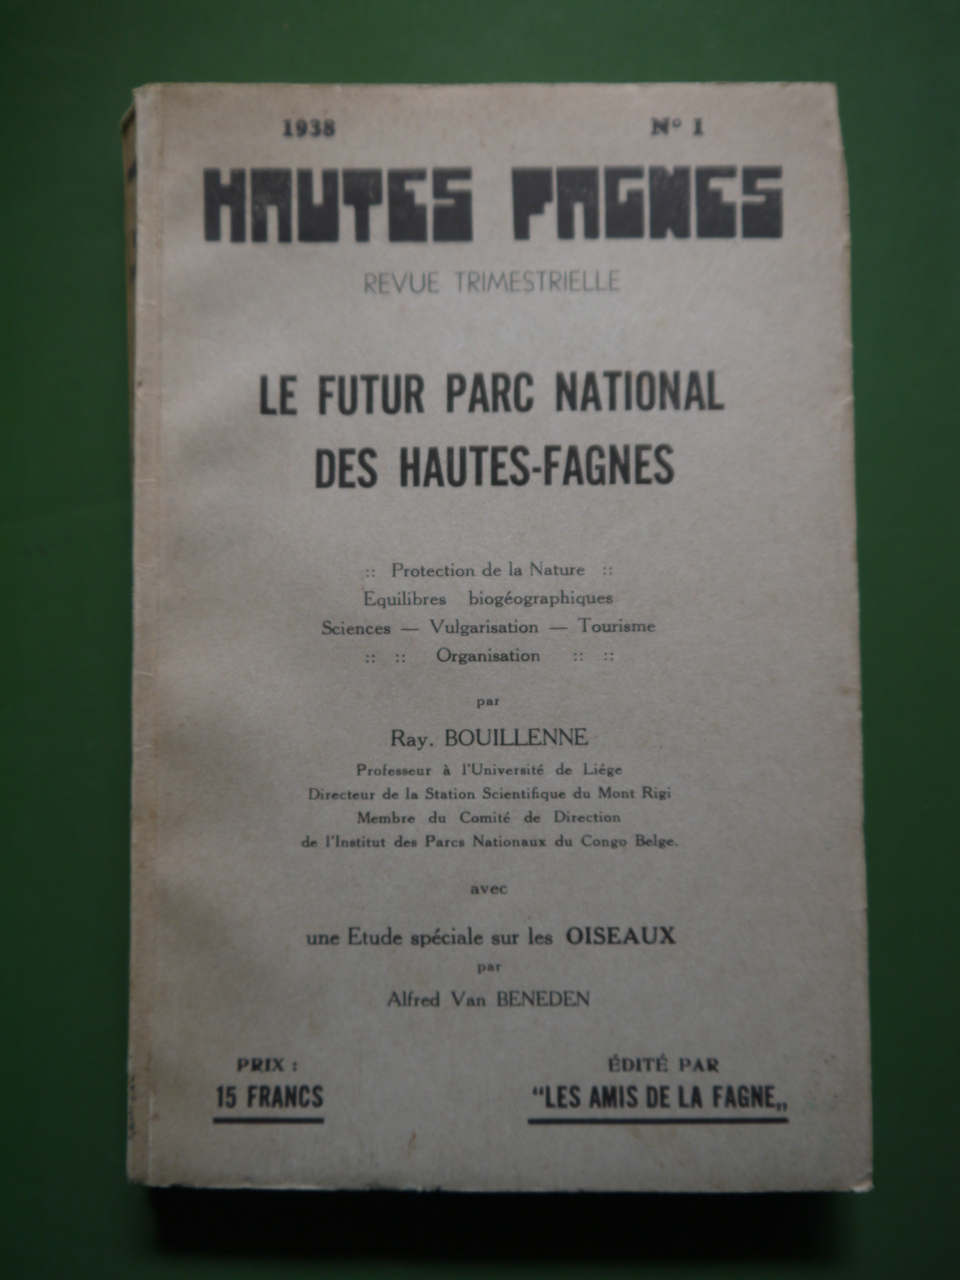 1938 N° 1
HAUTES FAGNES
REVUE TRIMESTRIELLE
LE FUTUR PARC NATIONAL
DES HAUTES-FAGNES
:: Protection de la Nature ::
Equilibres biogéographiques
Sciences — Vulgarisation — Tourisme
:: :: Organisation :: ::
par
Ray. BOUILLENNE
Professeur à l'Université de Liége
Directeur de la Station Scientifique du Mont Rigi
Membre du Comité de Direction
de l'Institut des Parcs Nationaux du Congo Belge.
avec
une Etude spéciale sur les OISEAUX
par
Alfred Van BENEDEN
PRIX : ÉDITÉ PAR
15 FRANCS "LES AMIS DE LA FAGNE„